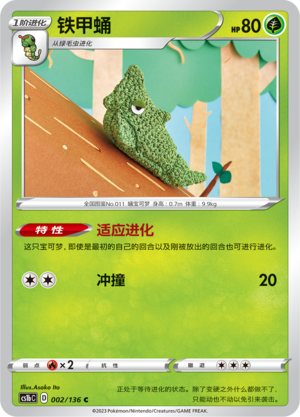 1阶进化 铁甲蛹 HP80
从绿毛虫进化
全国图鉴No.011 蛹宝可梦 身高:0.7m 体重:9.9kg
特性 适应进化
这只宝可梦,即使是最初的自己的回合以及刚被放出的回合也可进行进化。
冲撞 20
弱点 ×2 抵抗力 撤退
Illus.Asako Ito
CS1bC D 002/136 C
正处于等待进化的状态。除了变硬之外什么都做不了,
只能动也不动以免引来袭击。
©2023 Pokémon/Nintendo/Creatures/GAME FREAK.